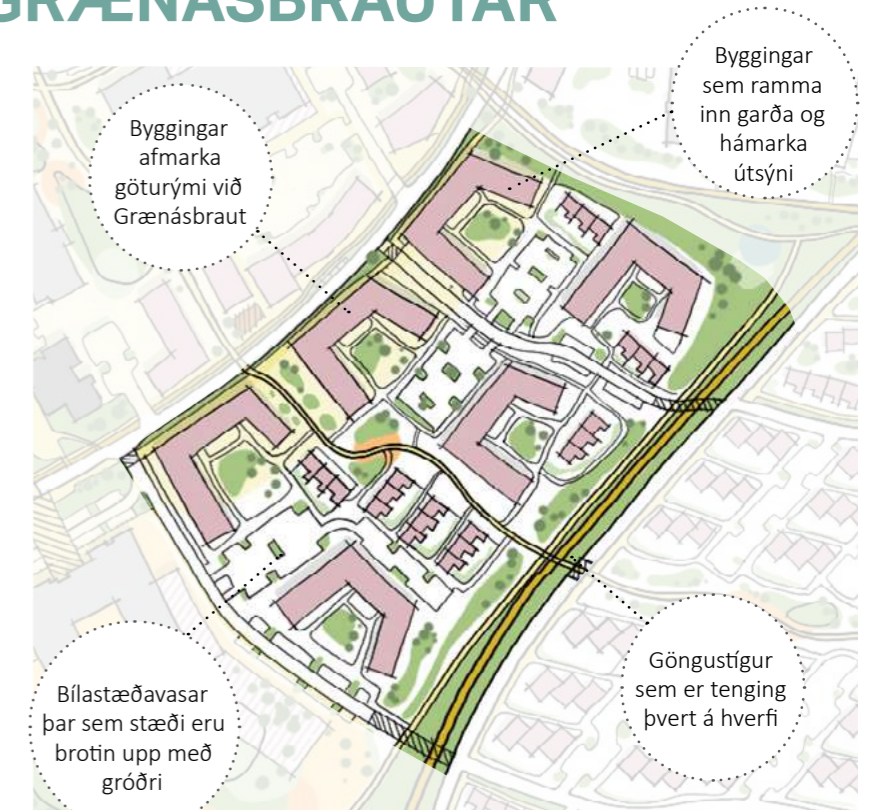 GRÆNÁSBRAUTAR
Byggingar
sem ramma
inn garða og
hámarka
útsýni
Byggingar
afmarka
göturými við
Grænásbraut
Bílastæðavasar
þar sem stæði eru
brotin upp með
gróðri
Göngustígur
sem er tenging
þvert á hverfi